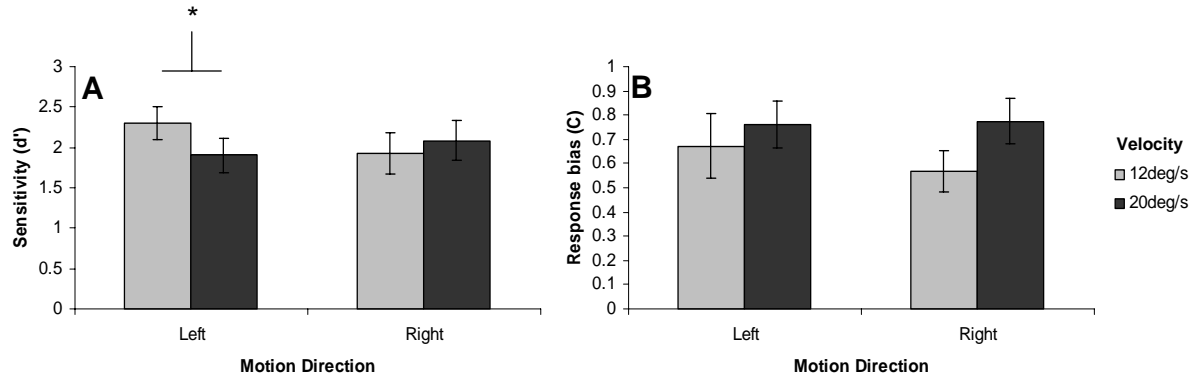 *
A
Sensitivity (d')
3
2.5
2
1.5
1
0.5
0
Left
Right
Motion Direction
B
Response bias (C)
1
0.9
0.8
0.7
0.6
0.5
0.4
0.3
0.2
0.1
0
Left
Right
Motion Direction
Velocity
12deg/s
20deg/s